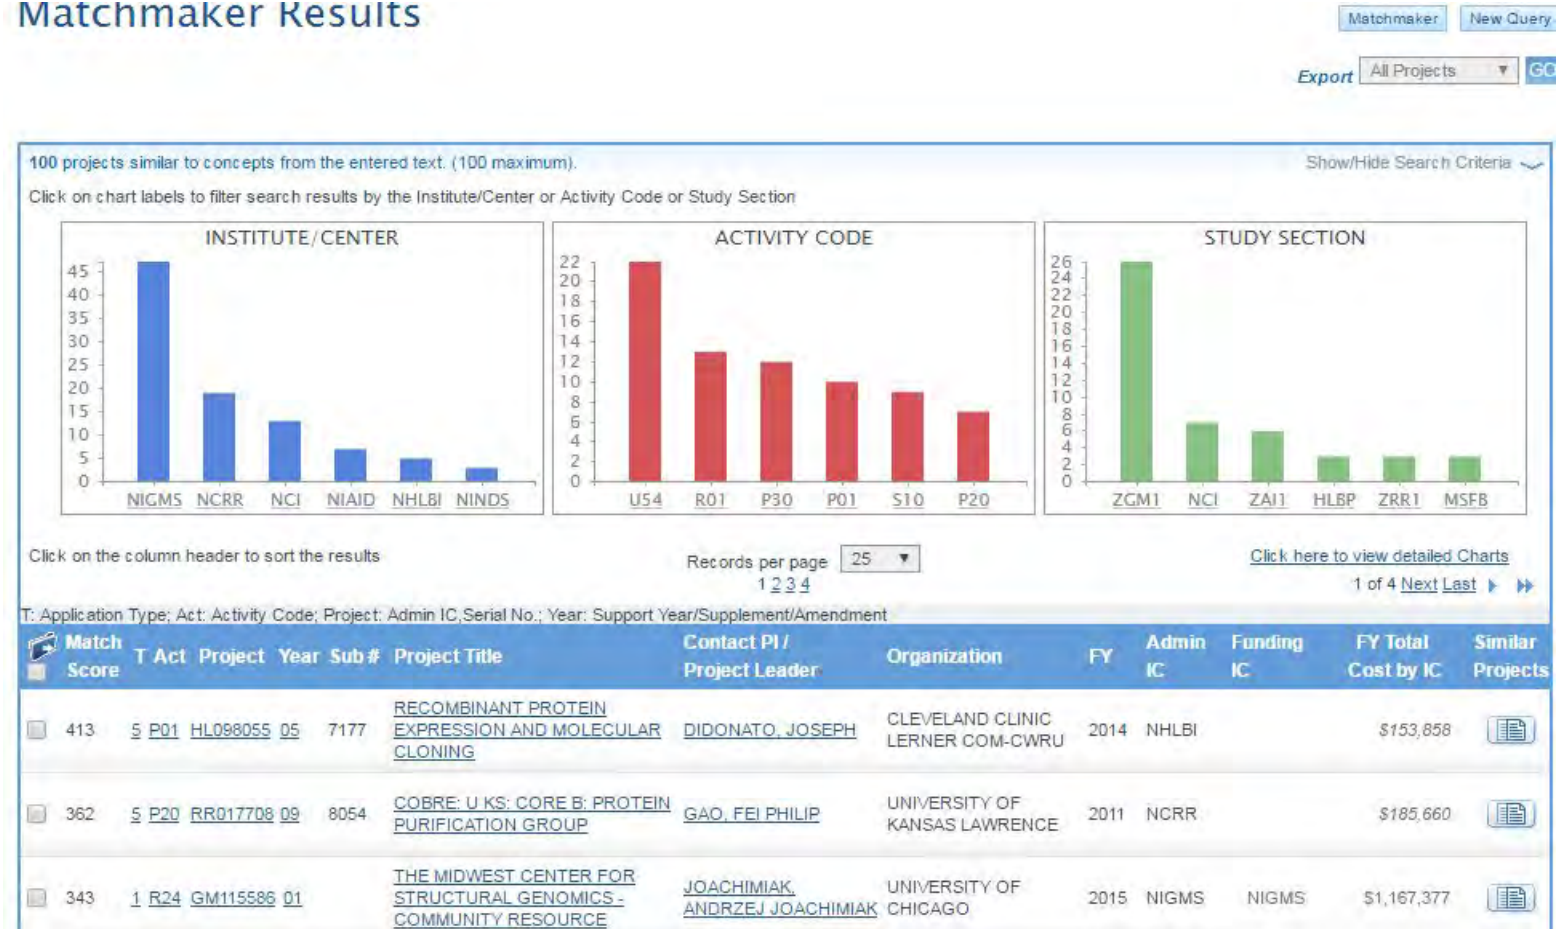 Matchmaker Results
Matchmaker New Query
Export All Projects GO
100 projects similar to concepts from the entered text. (100 maximum).
Show/Hide Search Criteria
Click on chart labels to filter search results by the Institute/Center or Activity Code or Study Section
INSTITUTE/CENTER
45
40
35
30
25
20
15
10
5
0
NIGMS NCRR NCI NIAID NHLBI NINDS
ACTIVITY CODE
22
20
18
16
14
12
10
8
6
4
2
0
U54 R01 P30 P01 S10 P20
STUDY SECTION
26
24
22
20
18
16
14
12
10
8
6
4
2
0
ZGM1 NCI ZAI1 HLBP ZRR1 MSFB
Click on the column header to sort the results
Records per page 25
1 2 3 4
Click here to view detailed Charts
1 of 4 Next Last
T: Application Type; Act: Activity Code; Project: Admin IC,Serial No.; Year: Support Year/Supplement/Amendment
Match Score T Act Project Year Sub # Project Title Contact PI / Project Leader Organization FY Admin IC Funding IC FY Total Cost by IC Similar Projects
413 5 P01 HL098055 05 7177 RECOMBINANT PROTEIN EXPRESSION AND MOLECULAR CLONING DIDONATO, JOSEPH CLEVELAND CLINIC LERNER COM-CWRU 2014 NHLBI $153,858
362 5 P20 RR017708 09 8054 COBRE: U KS: CORE B: PROTEIN PURIFICATION GROUP GAO, FEI PHILIP UNIVERSITY OF KANSAS LAWRENCE 2011 NCRR $185,660
343 1 R24 GM115586 01 THE MIDWEST CENTER FOR STRUCTURAL GENOMICS - COMMUNITY RESOURCE JOACHIMIAK, ANDRZEJ JOACHIMIAK UNIVERSITY OF CHICAGO 2015 NIGMS NIGMS $1,167,377